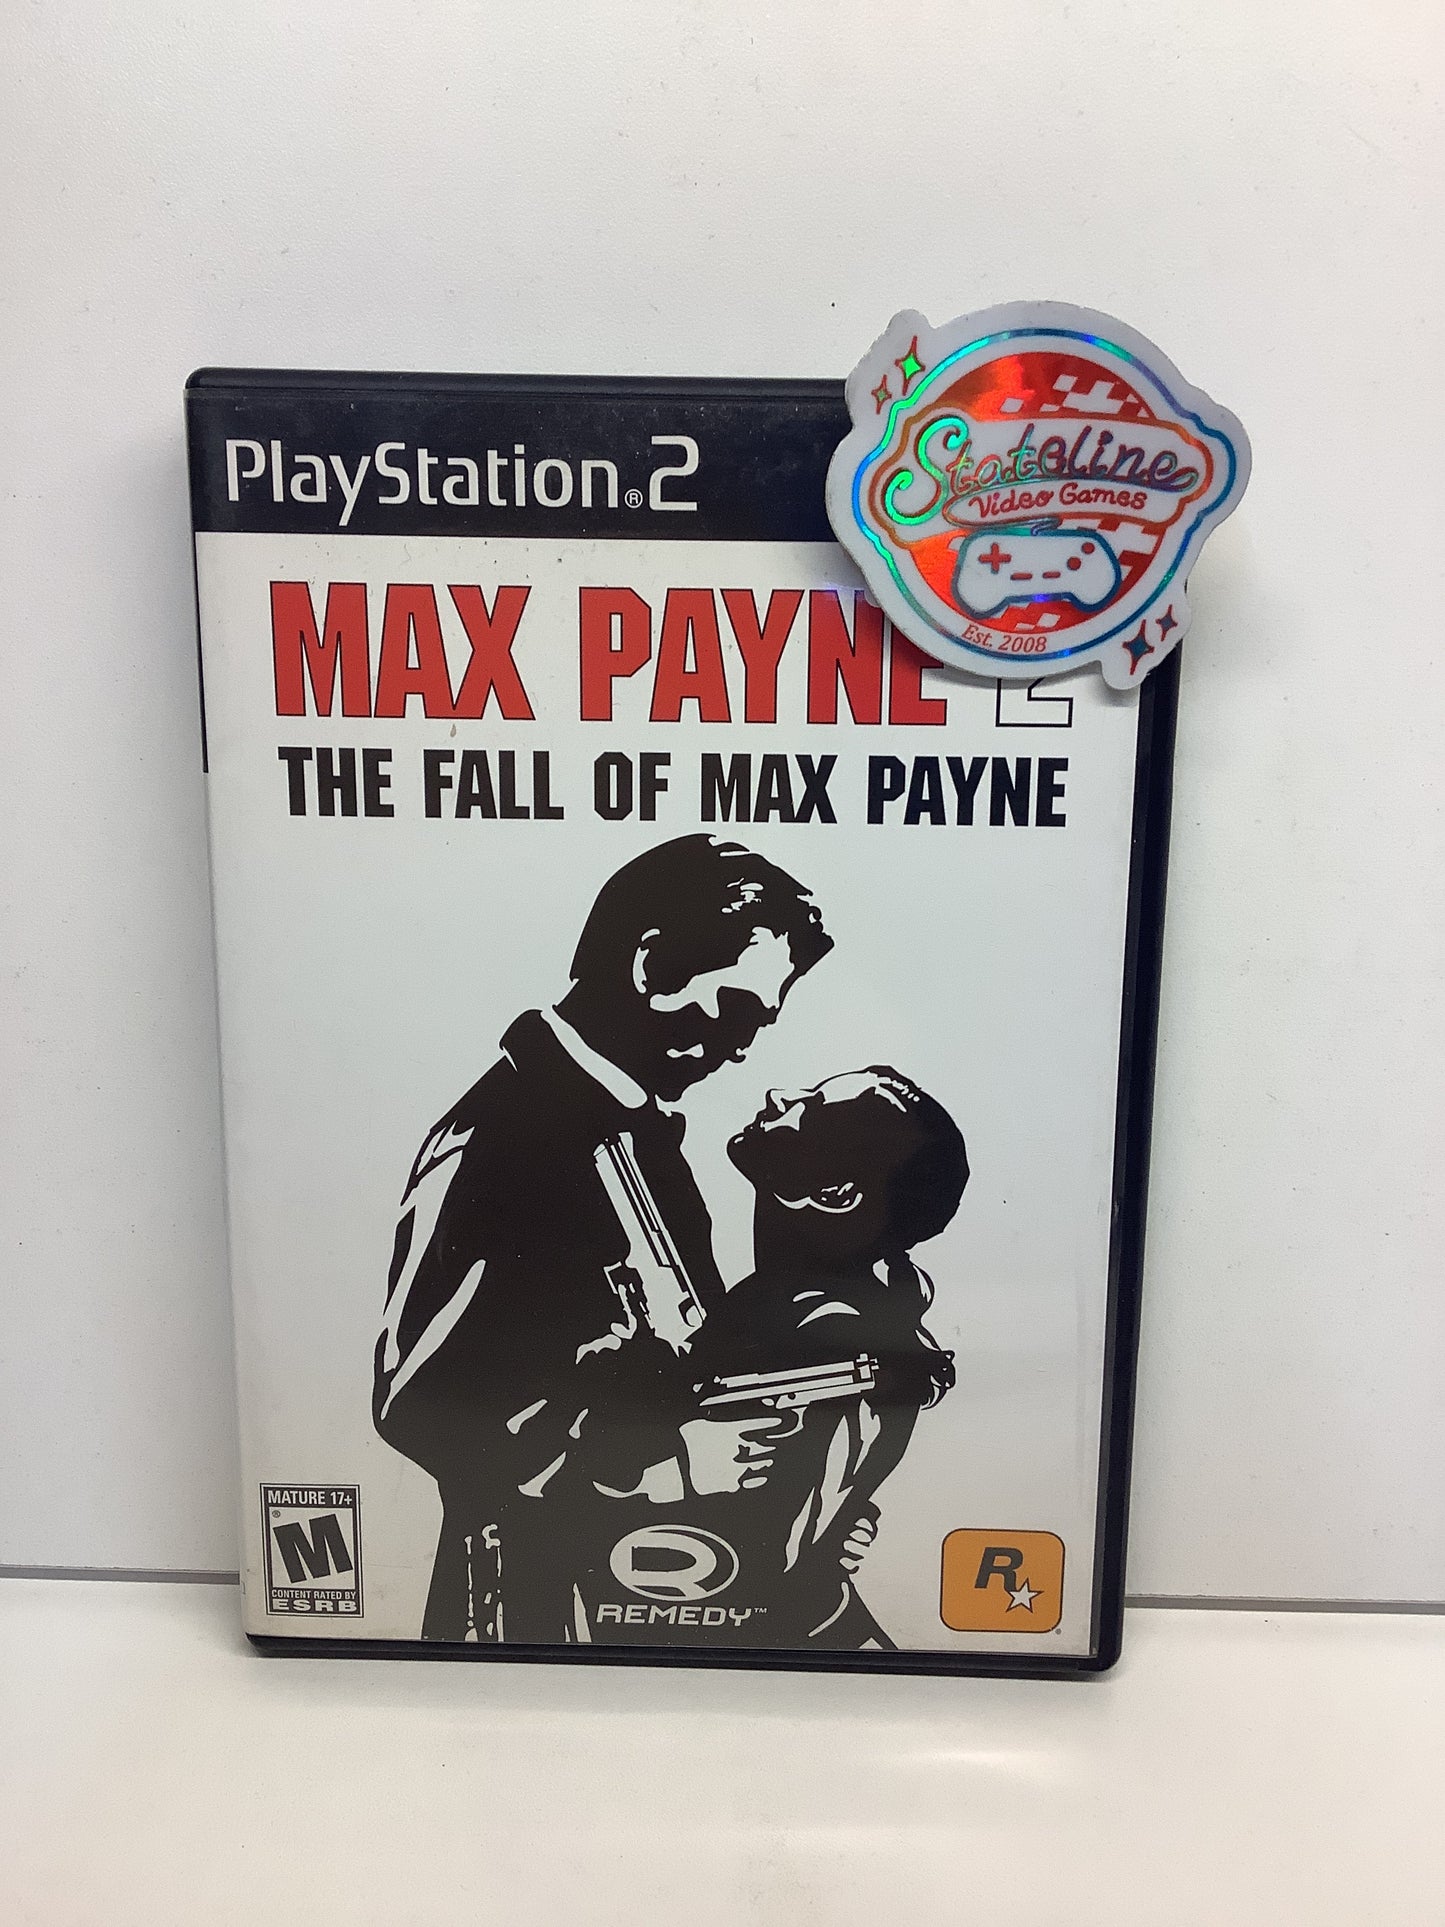 PlayStation®2
Stateline
Video Games
Est. 2008
MAX PAYNE 2
THE FALL OF MAX PAYNE
MATURE 17+
M
®
CONTENT RATED BY
ESRB
REMEDY™
R
®